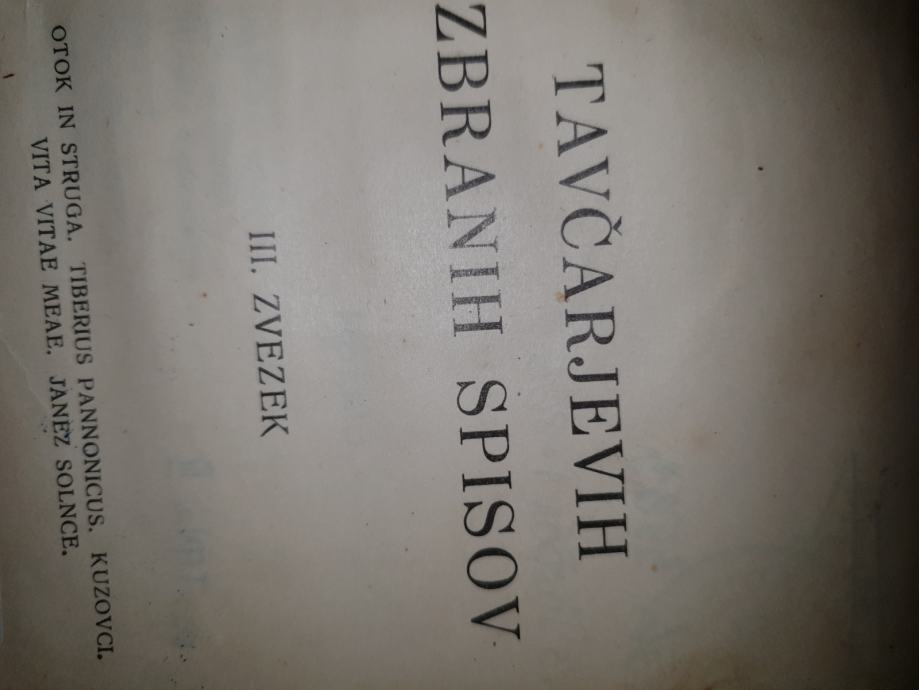 TAVČARJEVIH
ZBRANIH SPISOV
III. ZVEZEK
OTOK IN STRUGA. TIBERIUS PANNONICUS. KUZOVCI.
VITA VITAE MEAE. JANEZ SOLNCE.